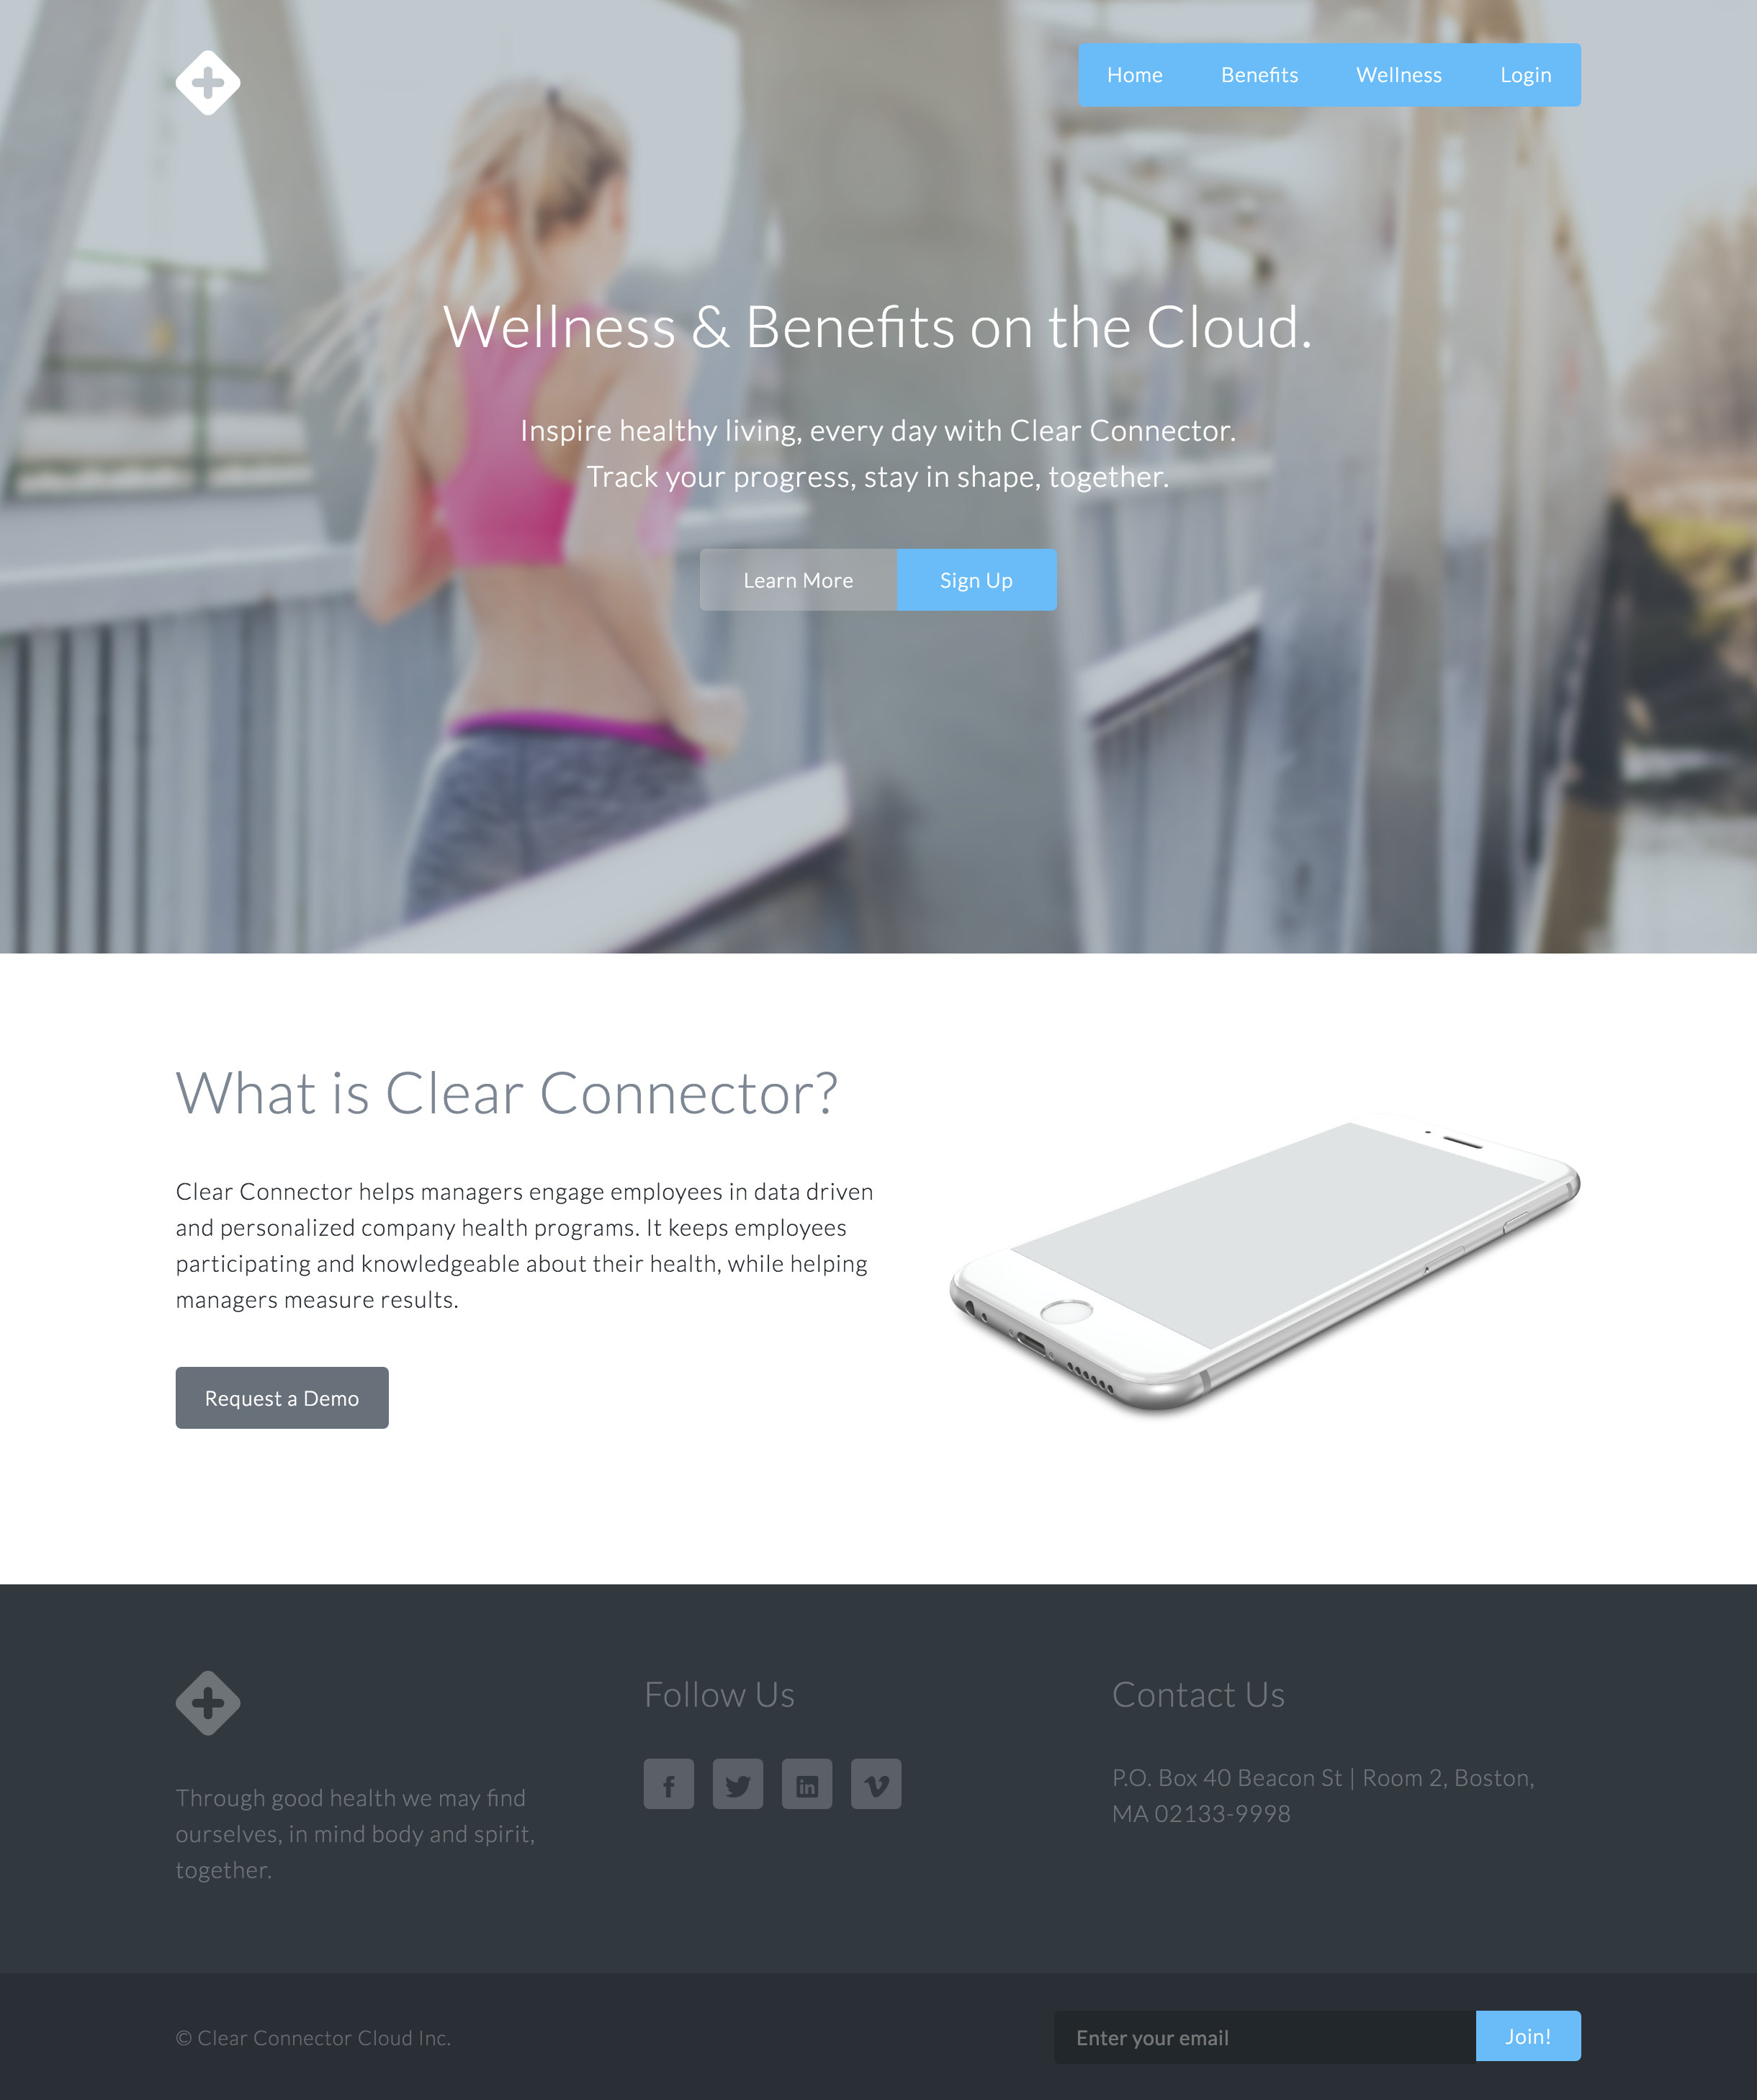 Home Benefits Wellness Login
Wellness & Benefits on the Cloud.
Inspire healthy living, every day with Clear Connector.
Track your progress, stay in shape, together.
Learn More Sign Up
What is Clear Connector?
Clear Connector helps managers engage employees in data driven
and personalized company health programs. It keeps employees
participating and knowledgeable about their health, while helping
managers measure results.
Request a Demo
Through good health we may find
ourselves, in mind body and spirit,
together.
Follow Us
f in v
Contact Us
P.O. Box 40 Beacon St | Room 2, Boston,
MA 02133-9998
© Clear Connector Cloud Inc.
Enter your email Join!